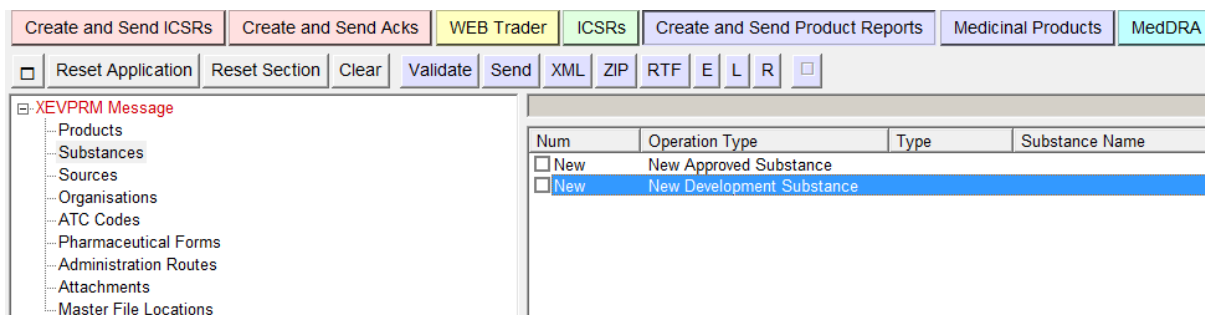 Create and Send ICSRs Create and Send Acks WEB Trader ICSRs Create and Send Product Reports Medicinal Products MedDRA
Reset Application Reset Section Clear Validate Send XML ZIP RTF E L R
XEVPRM Message
Products
Substances
Sources
Organisations
ATC Codes
Pharmaceutical Forms
Administration Routes
Attachments
Master File Locations
Num Operation Type Type Substance Name
New New Approved Substance
New New Development Substance